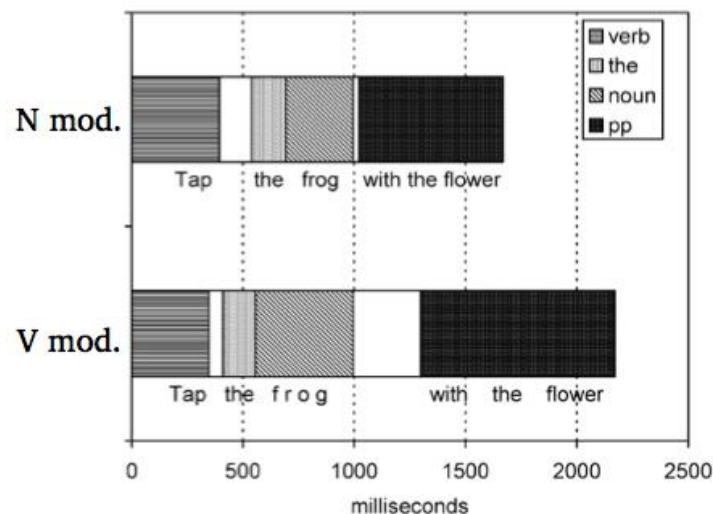 verb
the
noun
pp
N mod.
Tap the frog with the flower
V mod.
Tap the f r o g with the flower
0 500 1000 1500 2000 2500
milliseconds